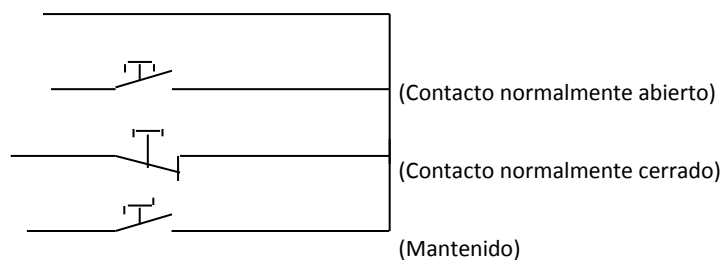 (Contacto normalmente abierto)
(Contacto normalmente cerrado)
(Mantenido)